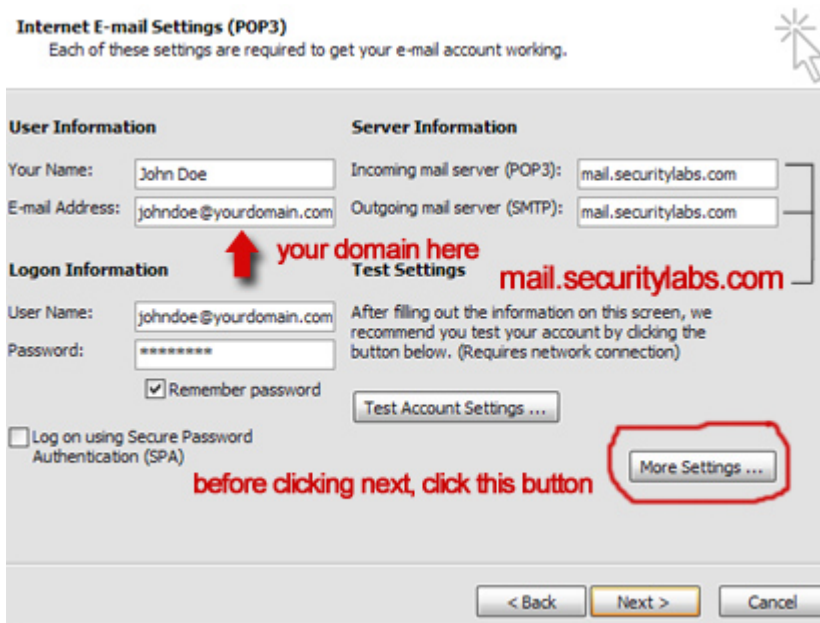 Internet E-mail Settings (POP3)
Each of these settings are required to get your e-mail account working.
User Information
Your Name: John Doe
E-mail Address: johndoe@yourdomain.com
your domain here
Server Information
Incoming mail server (POP3): mail.securitylabs.com
Outgoing mail server (SMTP): mail.securitylabs.com
mail.securitylabs.com
Logon Information
User Name: johndoe@yourdomain.com
Password: ********
Remember password
Log on using Secure Password
Authentication (SPA)
Test Settings
After filling out the information on this screen, we
recommend you test your account by clicking the
button below. (Requires network connection)
Test Account Settings ...
More Settings ...
before clicking next, click this button
< Back
Next >
Cancel